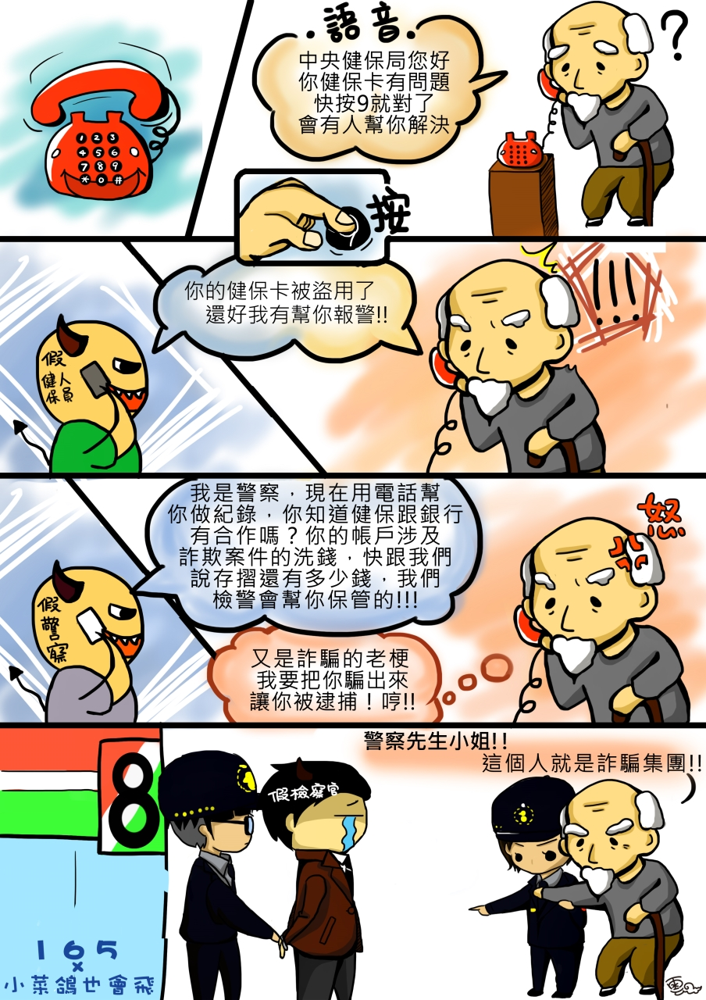 1 2 3
4 5 6
7 8 9
* 0 #
.語音.
中央健保局您好
你健保卡有問題
快按9就對了
會有人幫你解決
?
按
你的健保卡被盜用了
還好我有幫你報警!!
!!!
假
健保人員
我是警察，現在用電話幫
你做紀錄，你知道健保跟銀行
有合作嗎？你的帳戶涉及
詐欺案件的洗錢，快跟我們
說存摺還有多少錢，我們
檢警會幫你保管的!!!
怒
假警察
又是詐騙的老梗
我要把你騙出來
讓你被逮捕！哼!!
警察先生小姐!!
這個人就是詐騙集團!!
8
假檢察官
165
x
小菜鴿也會飛